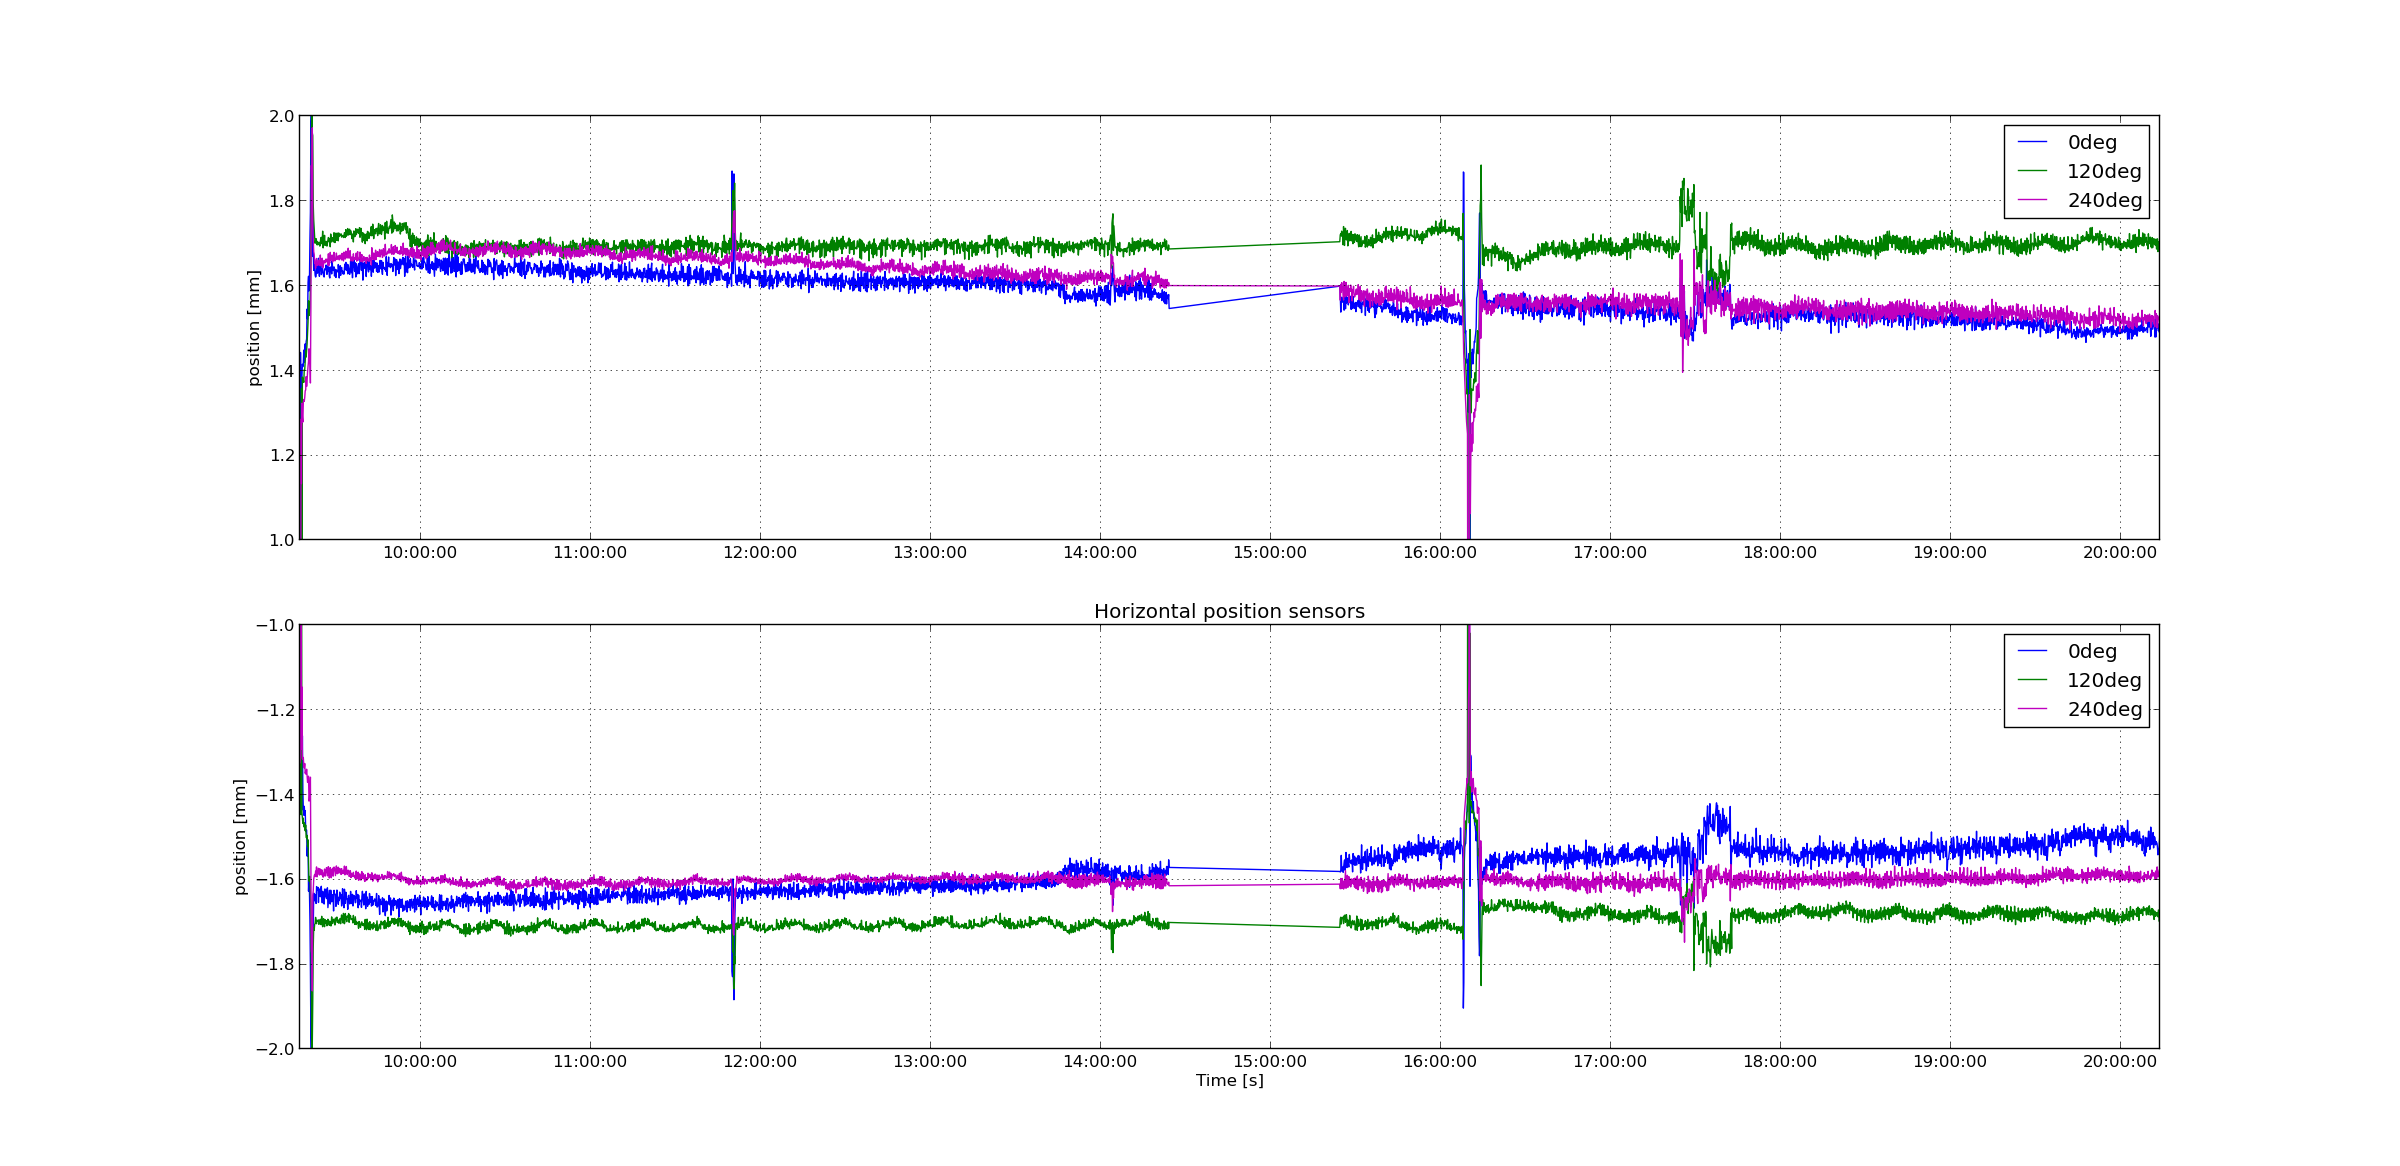 2.0
1.8
1.6
1.4
1.2
1.0
position [mm]
0deg
120deg
240deg
10:00:00 11:00:00 12:00:00 13:00:00 14:00:00 15:00:00 16:00:00 17:00:00 18:00:00 19:00:00 20:00:00
Horizontal position sensors
−1.0
−1.2
−1.4
−1.6
−1.8
−2.0
position [mm]
0deg
120deg
240deg
10:00:00 11:00:00 12:00:00 13:00:00 14:00:00 15:00:00 16:00:00 17:00:00 18:00:00 19:00:00 20:00:00
Time [s]